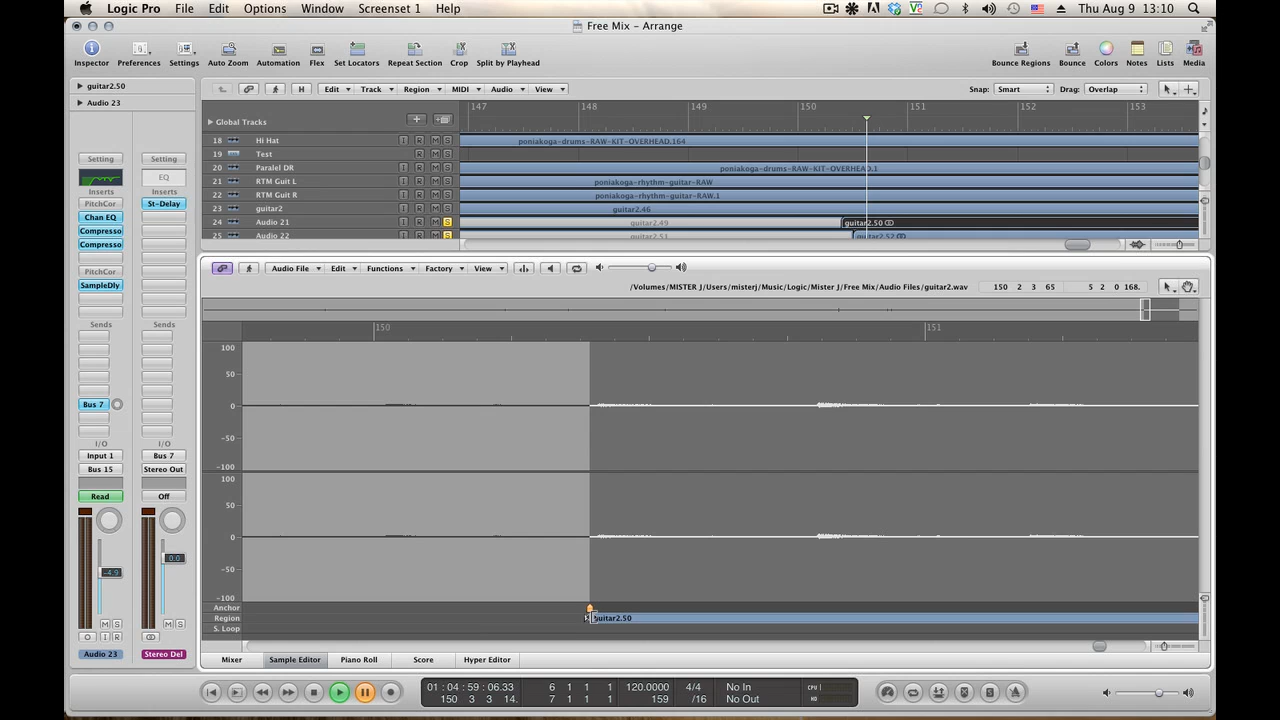 Logic Pro File Edit Options Window Screenset 1 Help
Thu Aug 9 13:10
Free Mix – Arrange
Inspector Preferences Settings Auto Zoom Automation Flex Set Locators Repeat Section Crop Split by Playhead
Bounce Regions Bounce Colors Notes Lists Media
guitar2.50
Audio 23
Edit Track Region MIDI Audio View
Snap: Smart Drag: Overlap
147 148 149 150 151 152 153
Global Tracks
18 Hi Hat I R M S poniakoga-drums-RAW-KIT-OVERHEAD.164
19 Test M S
20 Paralel DR I R M S poniakoga-drums-RAW-KIT-OVERHEAD.1
21 RTM Guit L I R M S poniakoga-rhythm-guitar-RAW
22 RTM Guit R I R M S poniakoga-rhythm-guitar-RAW.1
23 guitar2 I R M S guitar2.46
24 Audio 21 I R M S guitar2.49 guitar2.50
25 Audio 22 I R M S guitar2.51 guitar2.52
Setting Setting
EQ
Inserts Inserts
PitchCor St-Delay
Chan EQ
Compresso
Compresso
PitchCor
SampleDly
Sends Sends
Bus 7
I/O I/O
Input 1 Bus 7
Bus 15 Stereo Out
Read Off
-4.9 0.0
M S M S
I R
Audio 23 Stereo Del
Audio File Edit Functions Factory View
/Volumes/MISTER J/Users/misterj/Music/Logic/Mister J/Free Mix/Audio Files/guitar2.wav 150 2 3 65 5 2 0 168.
150 151
100
50
0
-50
-100
100
50
0
-50
-100
Anchor
Region guitar2.50
S. Loop
Mixer Sample Editor Piano Roll Score Hyper Editor
01:04:59:06.33 6 1 1 1 120.0000 4/4 No In CPU
150 3 3 14. 7 1 1 1 159 /16 No Out HD